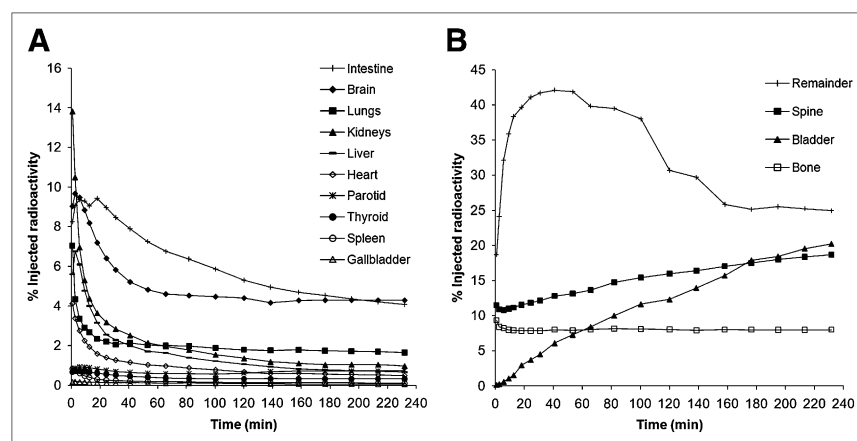 A
% Injected radioactivity
16
14
12
10
8
6
4
2
0
0 20 40 60 80 100 120 140 160 180 200 220 240
Time (min)
Intestine
Brain
Lungs
Kidneys
Liver
Heart
Parotid
Thyroid
Spleen
Gallbladder
B
% Injected radioactivity
45
40
35
30
25
20
15
10
5
0
0 20 40 60 80 100 120 140 160 180 200 220 240
Time (min)
Remainder
Spine
Bladder
Bone